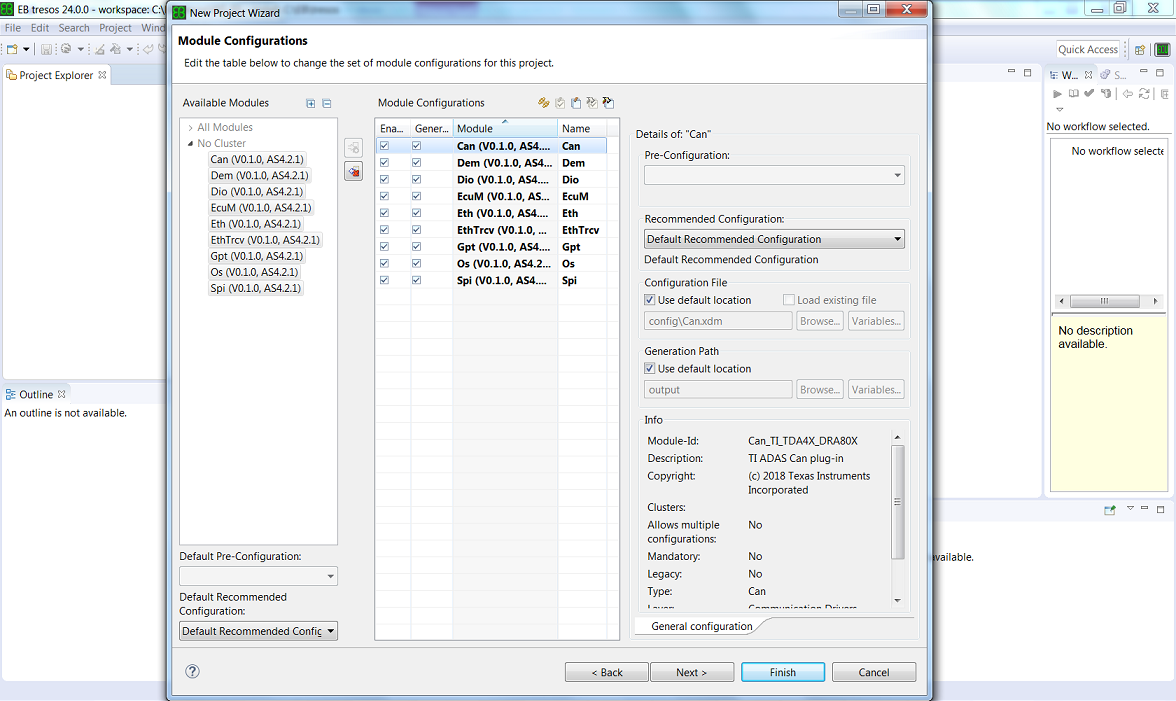 EB tresos 24.0.0 - workspace: C:\
New Project Wizard
File Edit Search Project Wind
Quick Access
Project Explorer
Module Configurations
Edit the table below to change the set of module configurations for this project.
Available Modules
All Modules
No Cluster
Can (V0.1.0, AS4.2.1)
Dem (V0.1.0, AS4.2.1)
Dio (V0.1.0, AS4.2.1)
EcuM (V0.1.0, AS4.2.1)
Eth (V0.1.0, AS4.2.1)
EthTrcv (V0.1.0, AS4.2.1)
Gpt (V0.1.0, AS4.2.1)
Os (V0.1.0, AS4.2.1)
Spi (V0.1.0, AS4.2.1)
Default Pre-Configuration:
Default Recommended
Configuration:
Default Recommended Config
Module Configurations
Ena... Gener... Module Name
Can (V0.1.0, AS4.... Can
Dem (V0.1.0, AS4... Dem
Dio (V0.1.0, AS4.... Dio
EcuM (V0.1.0, AS... EcuM
Eth (V0.1.0, AS4.... Eth
EthTrcv (V0.1.0, ... EthTrcv
Gpt (V0.1.0, AS4.... Gpt
Os (V0.1.0, AS4.2... Os
Spi (V0.1.0, AS4.... Spi
Details of: "Can"
Pre-Configuration:
Recommended Configuration:
Default Recommended Configuration
Default Recommended Configuration
Configuration File
Use default location Load existing file
config\Can.xdm Browse... Variables...
Generation Path
Use default location
output Browse... Variables...
Info
Module-Id: Can_TI_TDA4X_DRA80X
Description: TI ADAS Can plug-in
Copyright: (c) 2018 Texas Instruments
Incorporated
Clusters:
Allows multiple No
configurations:
Mandatory: No
Legacy: No
Type: Can
Layer: Communication Drivers
General configuration
< Back Next > Finish Cancel
Outline
An outline is not available.
W... S...
No workflow selected.
No workflow selecte
No description
available.
available.